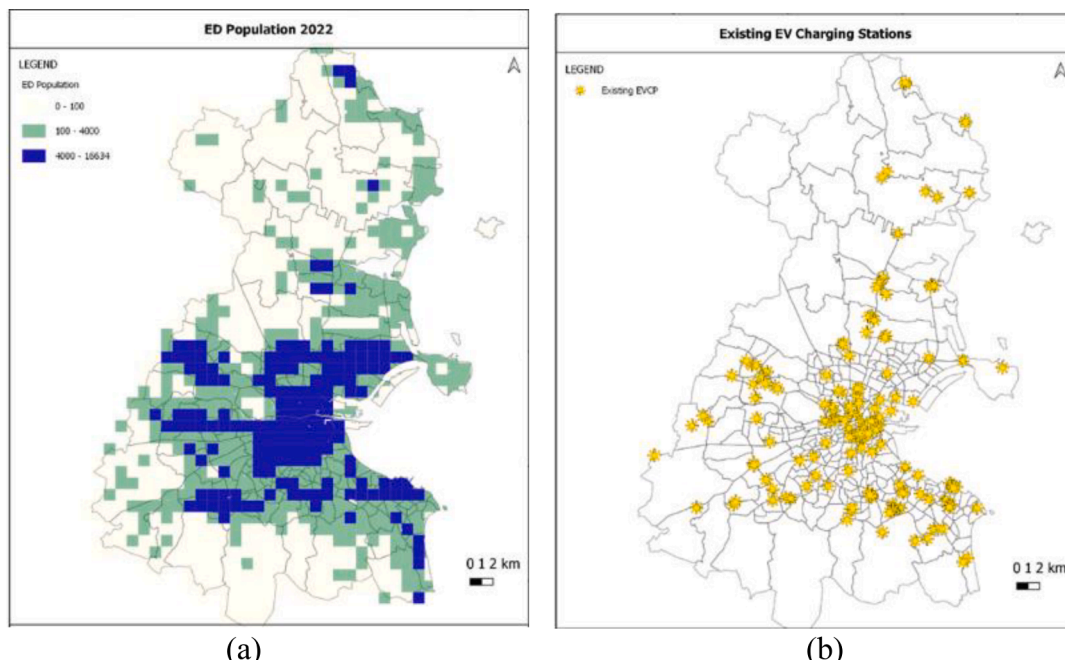 ED Population 2022
LEGEND
ED Population
0 - 100
100 - 4000
4000 - 16634
0 1 2 km
(a)
Existing EV Charging Stations
LEGEND
Existing EVCP
0 1 2 km
(b)